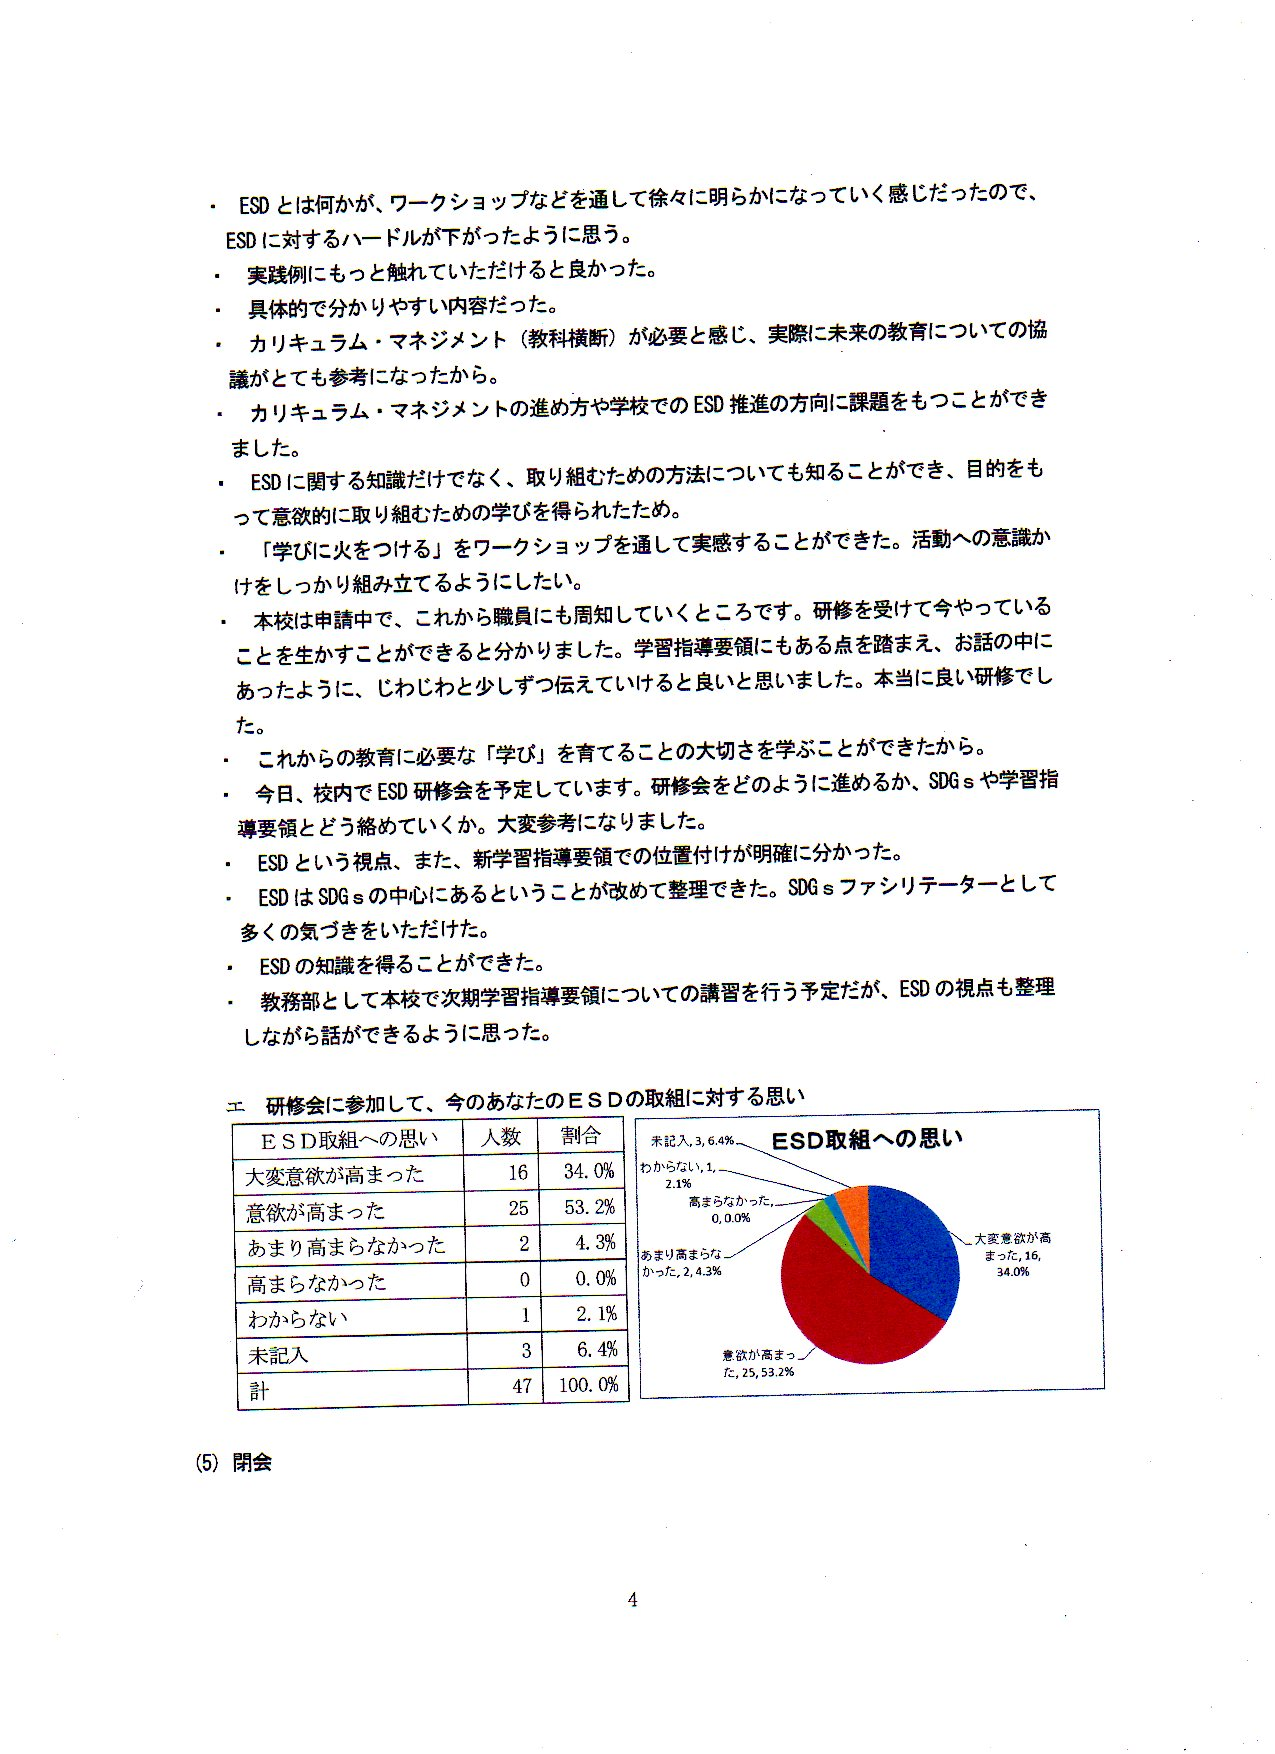 ・ ESDとは何かが、ワークショップなどを通して徐々に明らかになっていく感じだったので、
ESDに対するハードルが下がったように思う。
・ 実践例にもっと触れていただけると良かった。
・ 具体的で分かりやすい内容だった。
・ カリキュラム・マネジメント（教科横断）が必要と感じ、実際に未来の教育についての協
議がとても参考になったから。
・ カリキュラム・マネジメントの進め方や学校でのESD推進の方向に課題をもつことができ
ました。
・ ESDに関する知識だけでなく、取り組むための方法についても知ることができ、目的をも
って意欲的に取り組むための学びを得られたため。
・ 「学びに火をつける」をワークショップを通して実感することができた。活動への意識か
けをしっかり組み立てるようにしたい。
・ 本校は申請中で、これから職員にも周知していくところです。研修を受けて今やっている
ことを生かすことができると分かりました。学習指導要領にもある点を踏まえ、お話の中に
あったように、じわじわと少しずつ伝えていけると良いと思いました。本当に良い研修でし
た。
・ これからの教育に必要な「学び」を育てることの大切さを学ぶことができたから。
・ 今日、校内でESD研修会を予定しています。研修会をどのように進めるか、SDGｓや学習指
導要領とどう絡めていくか。大変参考になりました。
・ ESDという視点、また、新学習指導要領での位置付けが明確に分かった。
・ ESDはSDGｓの中心にあるということが改めて整理できた。SDGｓファシリテーターとして
多くの気づきをいただけた。
・ ESDの知識を得ることができた。
・ 教務部として本校で次期学習指導要領についての講習を行う予定だが、ESDの視点も整理
しながら話ができるように思った。
エ 研修会に参加して、今のあなたのＥＳＤの取組に対する思い
ＥＳＤ取組への思い 人数 割合
大変意欲が高まった 16 34.0%
意欲が高まった 25 53.2%
あまり高まらなかった 2 4.3%
高まらなかった 0 0.0%
わからない 1 2.1%
未記入 3 6.4%
計 47 100.0%
ESD取組への思い
未記入, 3, 6.4%
わからない, 1,
2.1%
高まらなかった,
0, 0.0%
あまり高まらな
かった, 2, 4.3%
大変意欲が高
まった, 16,
34.0%
意欲が高まっ
た, 25, 53.2%
(5) 閉会
4